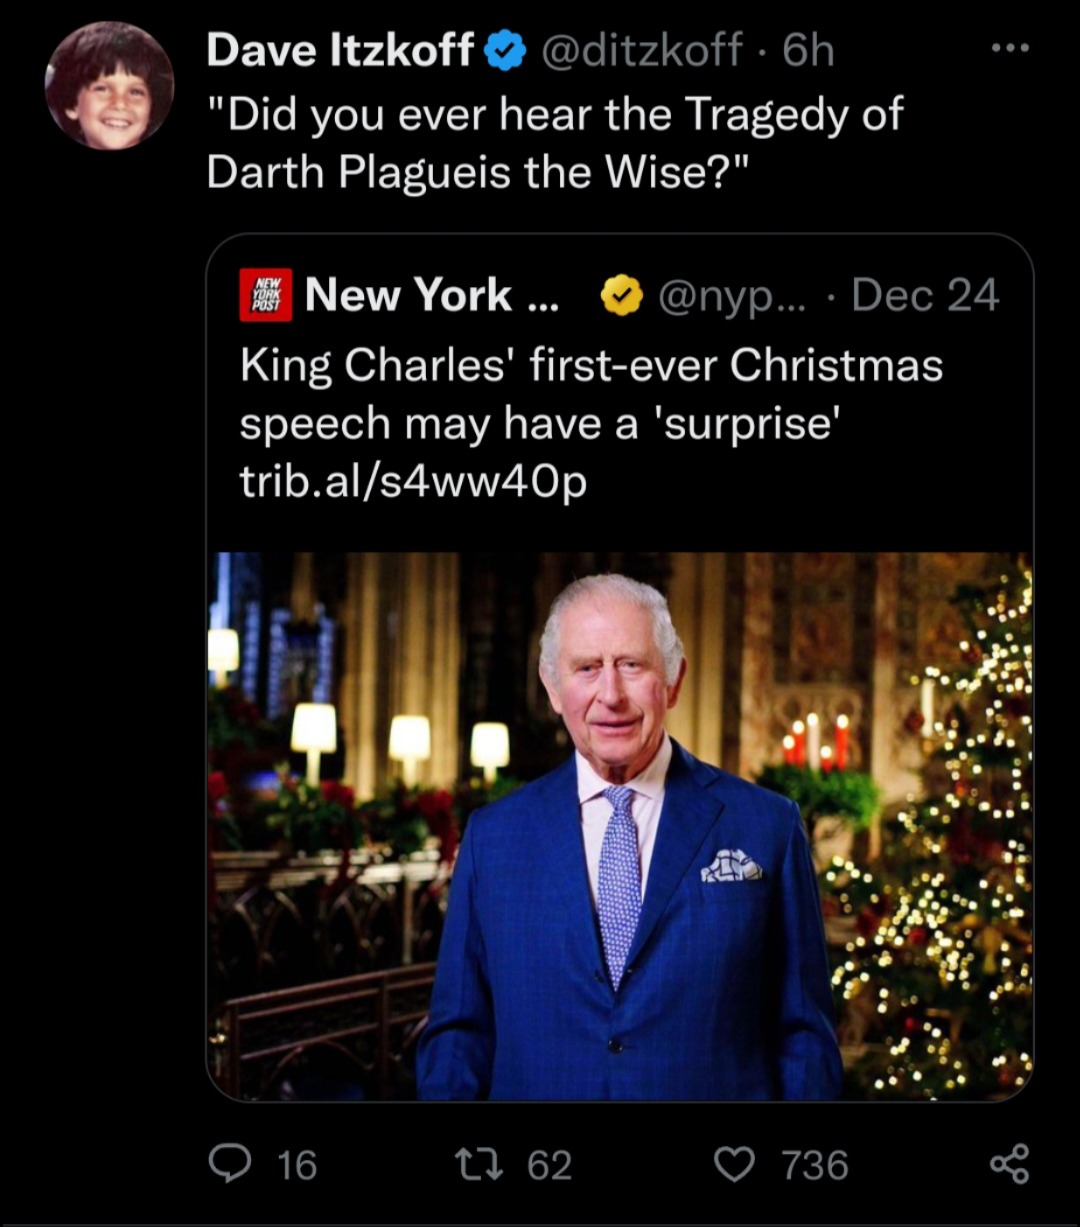 Dave Itzkoff @ditzkoff · 6h
"Did you ever hear the Tragedy of
Darth Plagueis the Wise?"
NEW
YORK
POST
New York ... @nyp... · Dec 24
King Charles' first-ever Christmas
speech may have a 'surprise'
trib.al/s4ww4Op
16 62 736